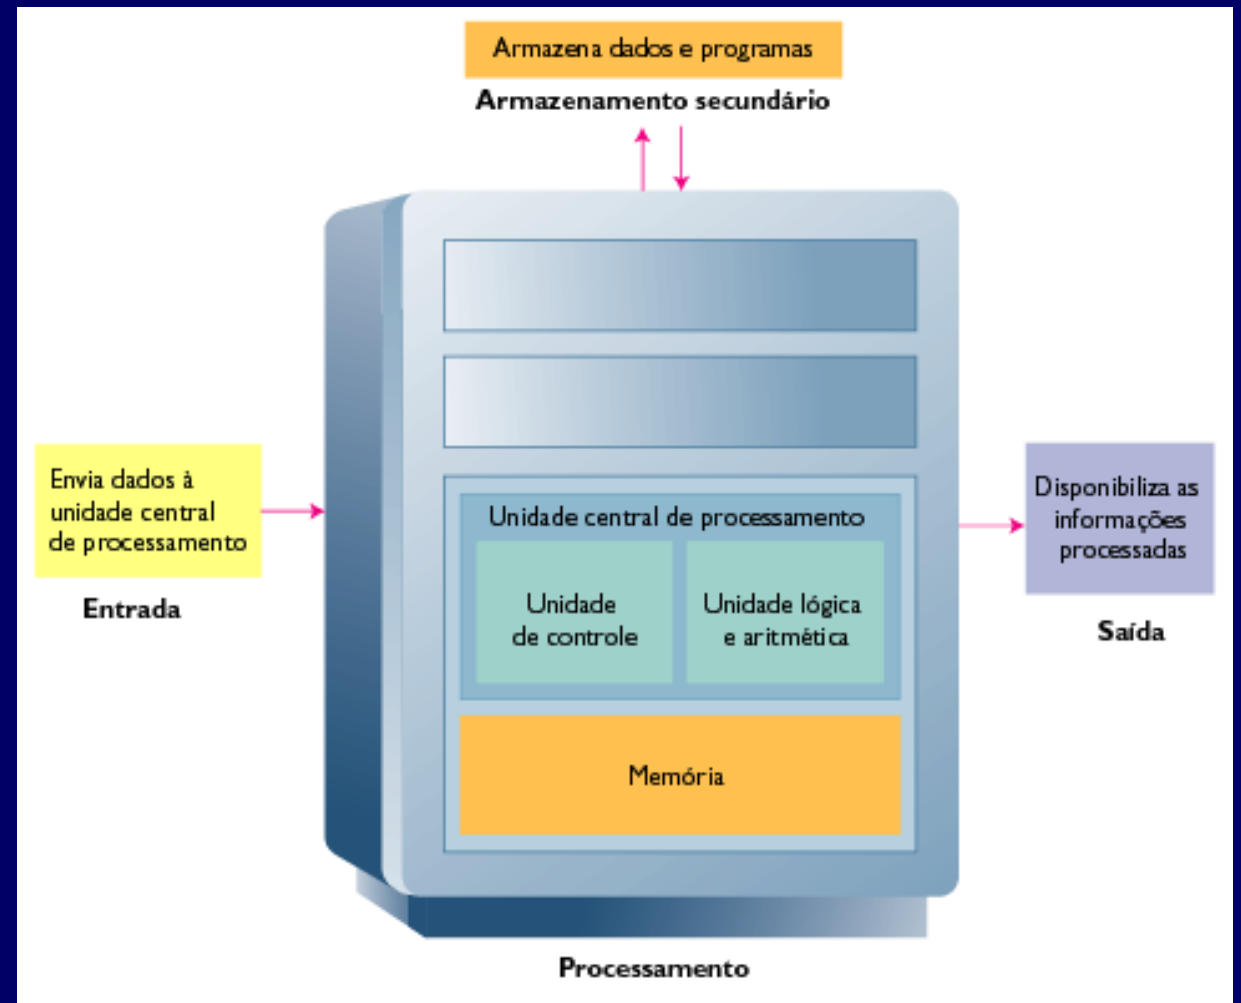 Armazena dados e programas
Armazenamento secundário
Envia dados à
unidade central
de processamento
Entrada
Unidade central de processamento
Unidade
de controle
Unidade lógica
e aritmética
Memória
Disponibiliza as
informações
processadas
Saída
Processamento